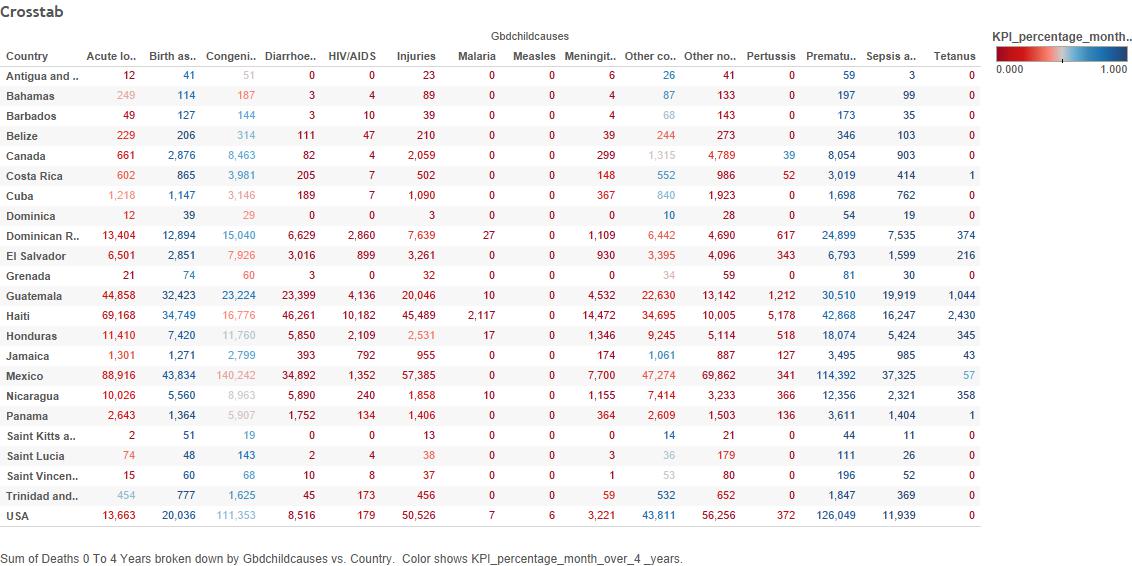 Crosstab
Gbdchildcauses
KPI_percentage_month..
Country Acute lo.. Birth as.. Congeni.. Diarrhoe.. HIV/AIDS Injuries Malaria Measles Meningit.. Other co.. Other no.. Pertussis Prematu.. Sepsis a.. Tetanus
0.000 1.000
Antigua and .. 12 41 51 0 0 23 0 0 6 26 41 0 59 3 0
Bahamas 249 114 187 3 4 89 0 0 4 87 133 0 197 99 0
Barbados 49 127 144 3 10 39 0 0 4 68 143 0 173 35 0
Belize 229 206 314 111 47 210 0 0 39 244 273 0 346 103 0
Canada 661 2,876 8,463 82 4 2,059 0 0 299 1,315 4,789 39 8,054 903 0
Costa Rica 602 865 3,981 205 7 502 0 0 148 552 986 52 3,019 414 1
Cuba 1,218 1,147 3,146 189 7 1,090 0 0 367 840 1,923 0 1,698 762 0
Dominica 12 39 29 0 0 3 0 0 0 10 28 0 54 19 0
Dominican R.. 13,404 12,894 15,040 6,629 2,860 7,639 27 0 1,109 6,442 4,690 617 24,899 7,535 374
El Salvador 6,501 2,851 7,926 3,016 899 3,261 0 0 930 3,395 4,096 343 6,793 1,599 216
Grenada 21 74 60 3 0 32 0 0 0 34 59 0 81 30 0
Guatemala 44,858 32,423 23,224 23,399 4,136 20,046 10 0 4,532 22,630 13,142 1,212 30,510 19,919 1,044
Haiti 69,168 34,749 16,776 46,261 10,182 45,489 2,117 0 14,472 34,695 10,005 5,178 42,868 16,247 2,430
Honduras 11,410 7,420 11,760 5,850 2,109 2,531 17 0 1,346 9,245 5,114 518 18,074 5,424 345
Jamaica 1,301 1,271 2,799 393 792 955 0 0 174 1,061 887 127 3,495 985 43
Mexico 88,916 43,834 140,242 34,892 1,352 57,385 0 0 7,700 47,274 69,862 341 114,392 37,325 57
Nicaragua 10,026 5,560 8,963 5,890 240 1,858 10 0 1,155 7,414 3,233 366 12,356 2,321 358
Panama 2,643 1,364 5,907 1,752 134 1,406 0 0 364 2,609 1,503 136 3,611 1,404 1
Saint Kitts a.. 2 51 19 0 0 13 0 0 0 14 21 0 44 11 0
Saint Lucia 74 48 143 2 4 38 0 0 3 36 179 0 111 26 0
Saint Vincen.. 15 60 68 10 8 37 0 0 1 53 80 0 196 52 0
Trinidad and.. 454 777 1,625 45 173 456 0 0 59 532 652 0 1,847 369 0
USA 13,663 20,036 111,353 8,516 179 50,526 7 6 3,221 43,811 56,256 372 126,049 11,939 0
Sum of Deaths 0 To 4 Years broken down by Gbdchildcauses vs. Country. Color shows KPI_percentage_month_over_4 _years.